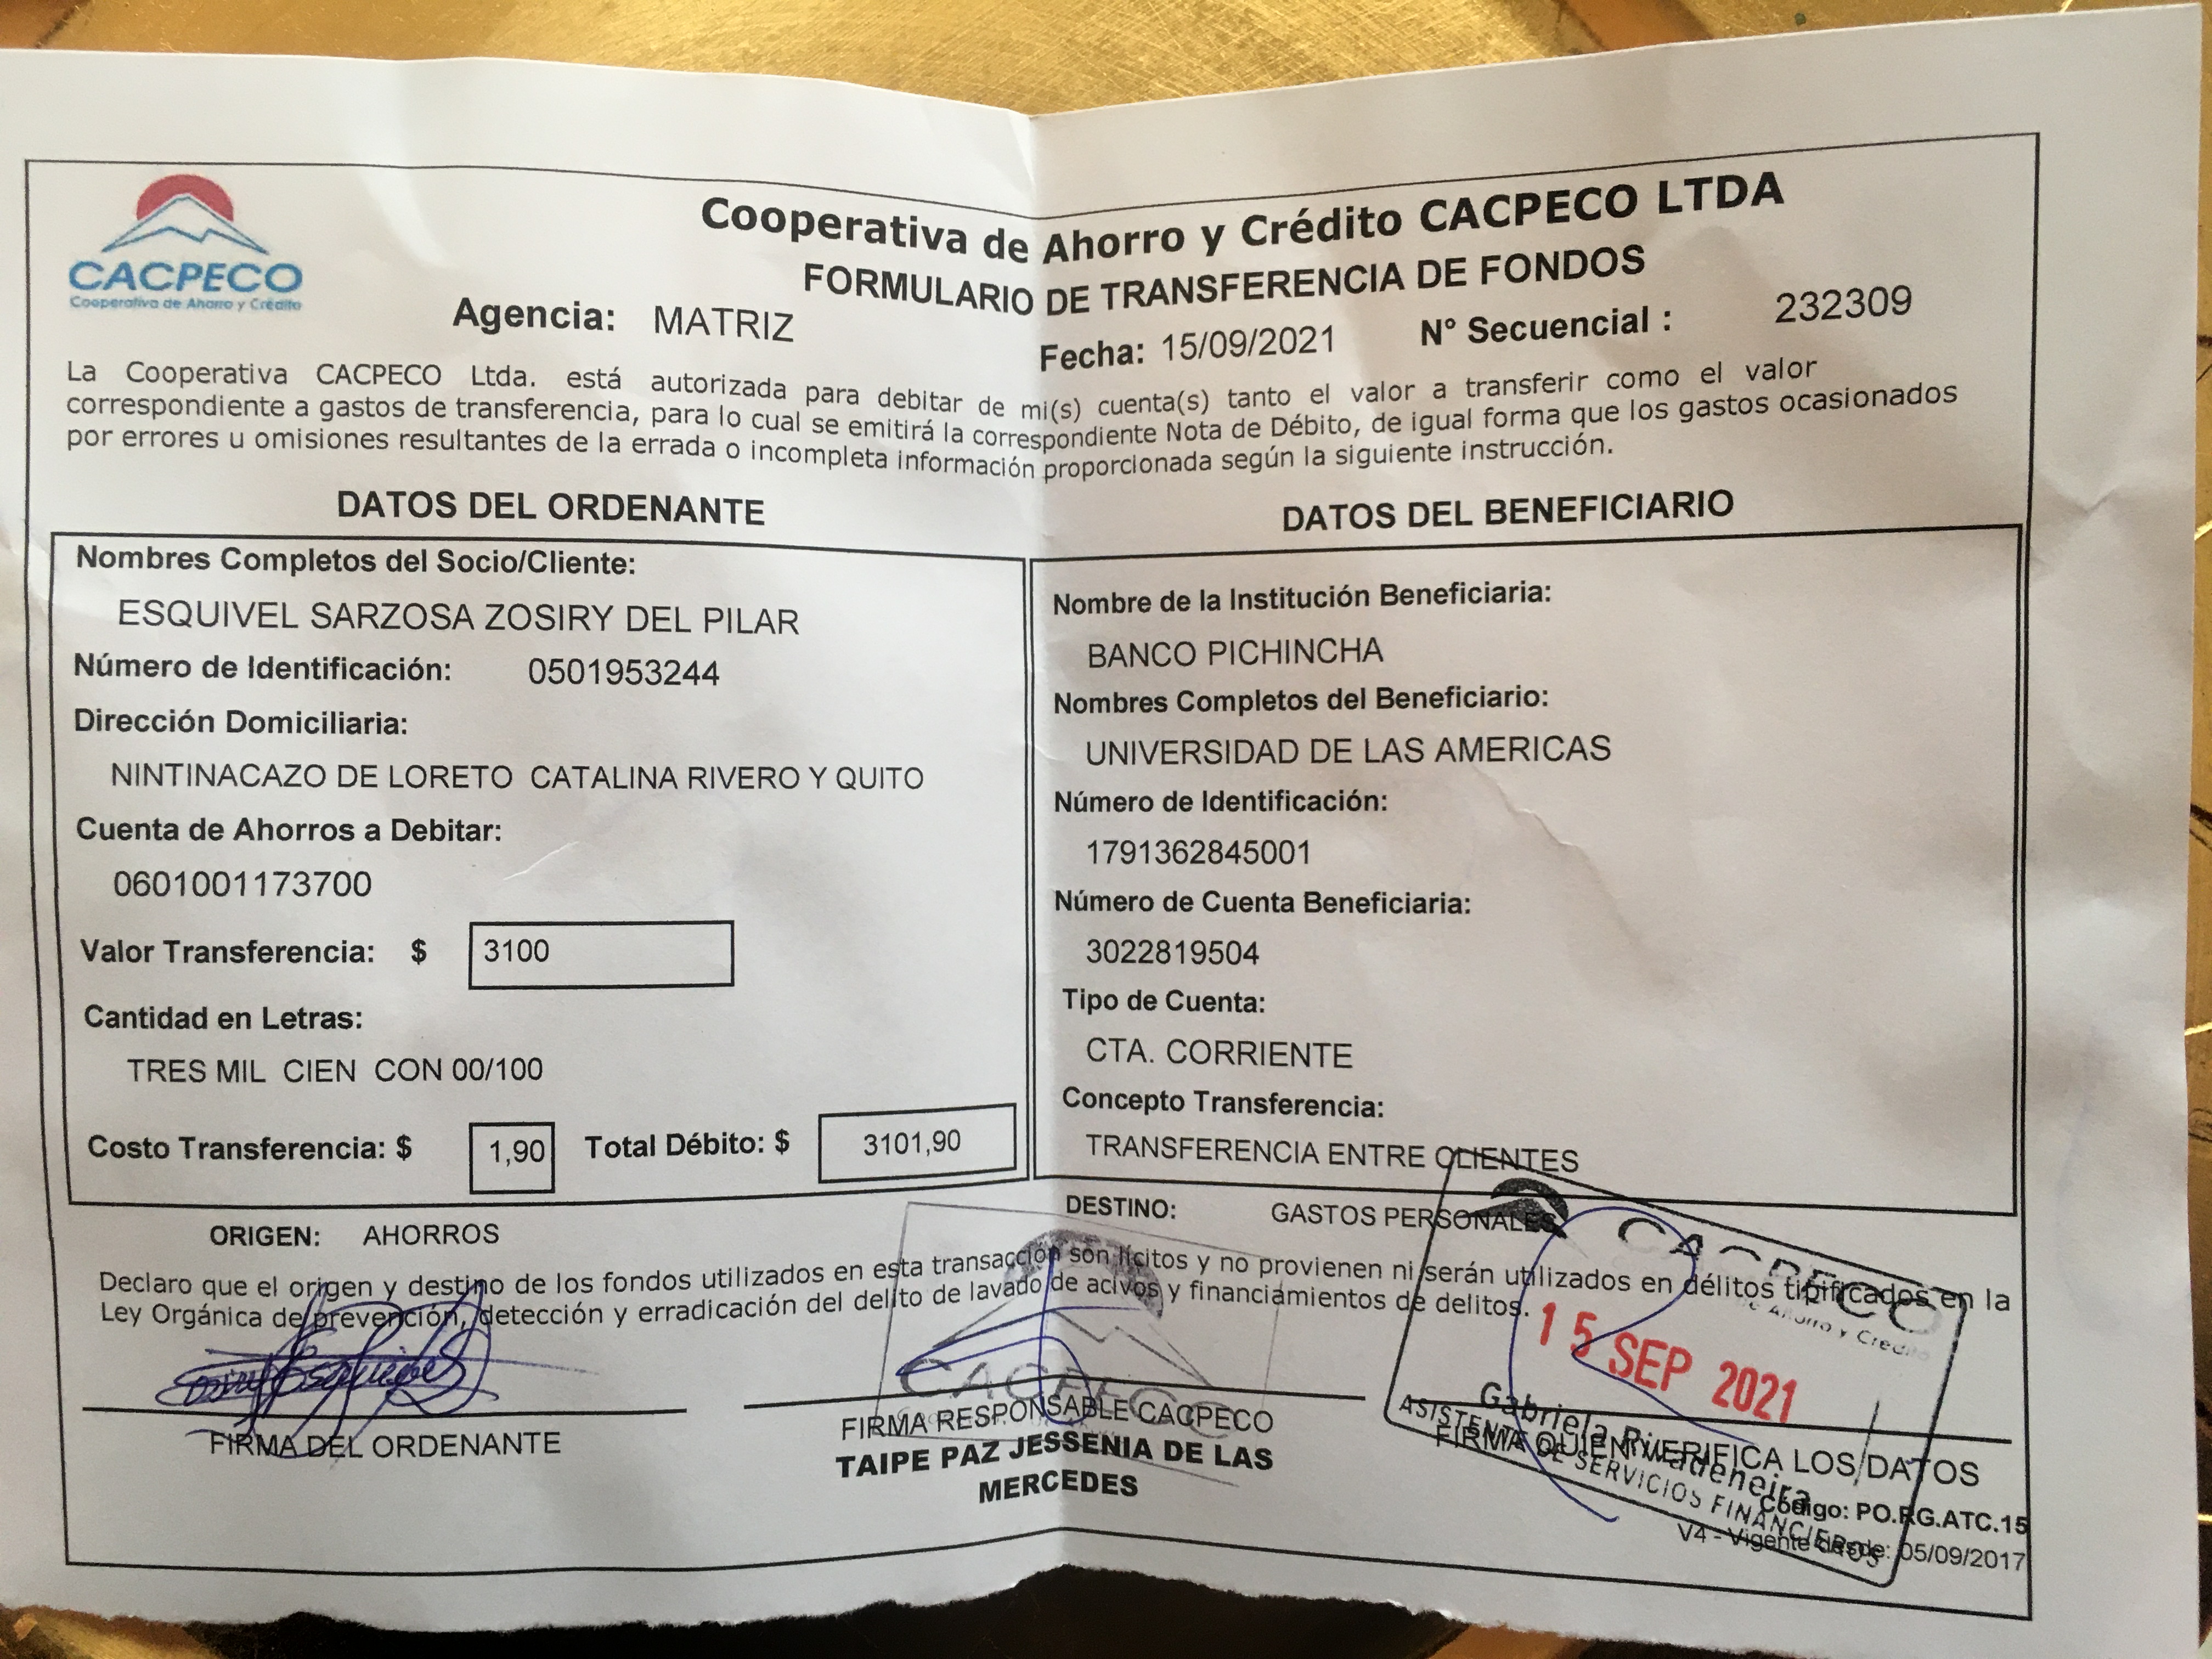 CACPECO
Cooperativa de Ahorro y Crédito
Cooperativa de Ahorro y Crédito CACPECO LTDA
FORMULARIO DE TRANSFERENCIA DE FONDOS
Agencia: MATRIZ
Fecha: 15/09/2021 N° Secuencial : 232309
La Cooperativa CACPECO Ltda. está autorizada para debitar de mi(s) cuenta(s) tanto el valor a transferir como el valor
correspondiente a gastos de transferencia, para lo cual se emitirá la correspondiente Nota de Débito, de igual forma que los gastos ocasionados
por errores u omisiones resultantes de la errada o incompleta información proporcionada según la siguiente instrucción.
DATOS DEL ORDENANTE
Nombres Completos del Socio/Cliente:
ESQUIVEL SARZOSA ZOSIRY DEL PILAR
Número de Identificación: 0501953244
Dirección Domiciliaria:
NINTINACAZO DE LORETO CATALINA RIVERO Y QUITO
Cuenta de Ahorros a Debitar:
0601001173700
Valor Transferencia: $ 3100
Cantidad en Letras:
TRES MIL CIEN CON 00/100
Costo Transferencia: $ 1,90 Total Débito: $ 3101,90
DATOS DEL BENEFICIARIO
Nombre de la Institución Beneficiaria:
BANCO PICHINCHA
Nombres Completos del Beneficiario:
UNIVERSIDAD DE LAS AMERICAS
Número de Identificación:
1791362845001
Número de Cuenta Beneficiaria:
3022819504
Tipo de Cuenta:
CTA. CORRIENTE
Concepto Transferencia:
TRANSFERENCIA ENTRE CLIENTES
ORIGEN: AHORROS
DESTINO: GASTOS PERSONALES
Declaro que el origen y destino de los fondos utilizados en esta transacción son lícitos y no provienen ni serán utilizados en délitos tipificados en la
Ley Orgánica de prevención, detección y erradicación del delito de lavado de acivos y financiamientos de delitos.
FIRMA DEL ORDENANTE
CACPECO
FIRMA RESPONSABLE CACPECO
TAIPE PAZ JESSENIA DE LAS
MERCEDES
CACPECO
de Ahorro y Crédito
15 SEP 2021
Gabriela Rivadeneira
ASISTENTE DE SERVICIOS FINANCIEROS
FIRMA QUIEN VERIFICA LOS DATOS
Código: PO.RG.ATC.15
V4 - Vigente desde: 05/09/2017